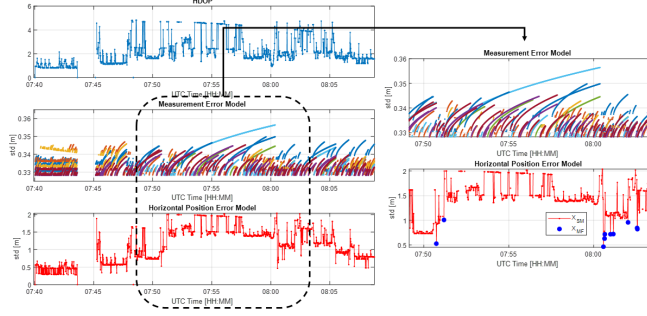 HDOP
6
4
2
0
07:40 07:45 07:50 07:55 08:00 08:05
UTC Time [HH:MM]
Measurement Error Model
std [m]
0.36
0.35
0.34
0.33
07:40 07:45 07:50 07:55 08:00 08:05
UTC Time [HH:MM]
Horizontal Position Error Model
std [m]
2
1.5
1
0.5
0
07:40 07:45 07:50 07:55 08:00 08:05
UTC Time [HH:MM]
Measurement Error Model
std [m]
0.36
0.35
0.34
0.33
07:50 07:55 08:00
UTC Time [HH:MM]
Horizontal Position Error Model
std [m]
2
1.5
1
0.5
X SM
X MF
07:50 07:55 08:00
UTC Time [HH:MM]